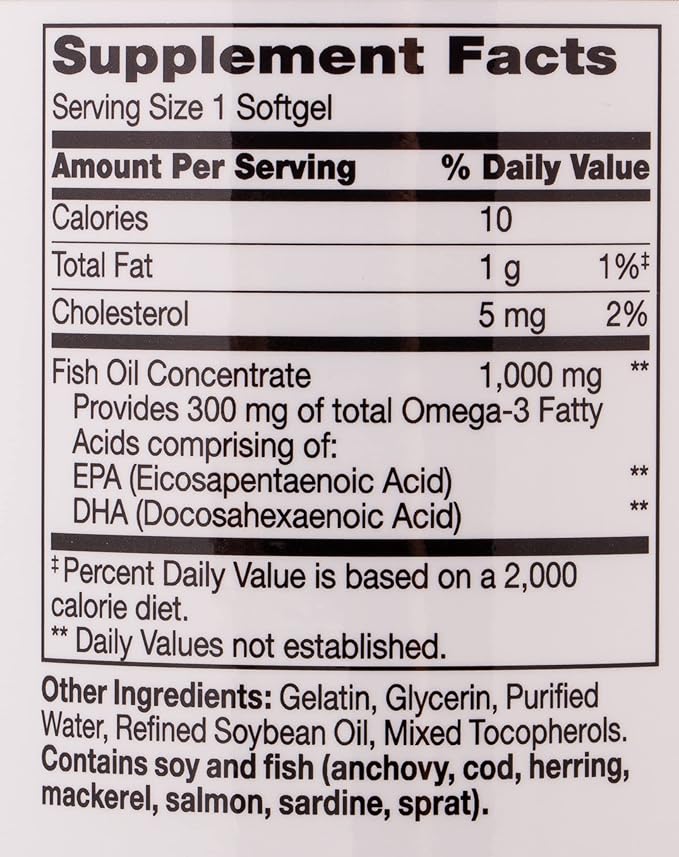 Supplement Facts
Serving Size 1 Softgel
Amount Per Serving % Daily Value
Calories 10
Total Fat 1 g 1%‡
Cholesterol 5 mg 2%
Fish Oil Concentrate 1,000 mg **
Provides 300 mg of total Omega-3 Fatty
Acids comprising of:
EPA (Eicosapentaenoic Acid) **
DHA (Docosahexaenoic Acid) **
‡Percent Daily Value is based on a 2,000
calorie diet.
** Daily Values not established.
Other Ingredients: Gelatin, Glycerin, Purified
Water, Refined Soybean Oil, Mixed Tocopherols.
Contains soy and fish (anchovy, cod, herring,
mackerel, salmon, sardine, sprat).